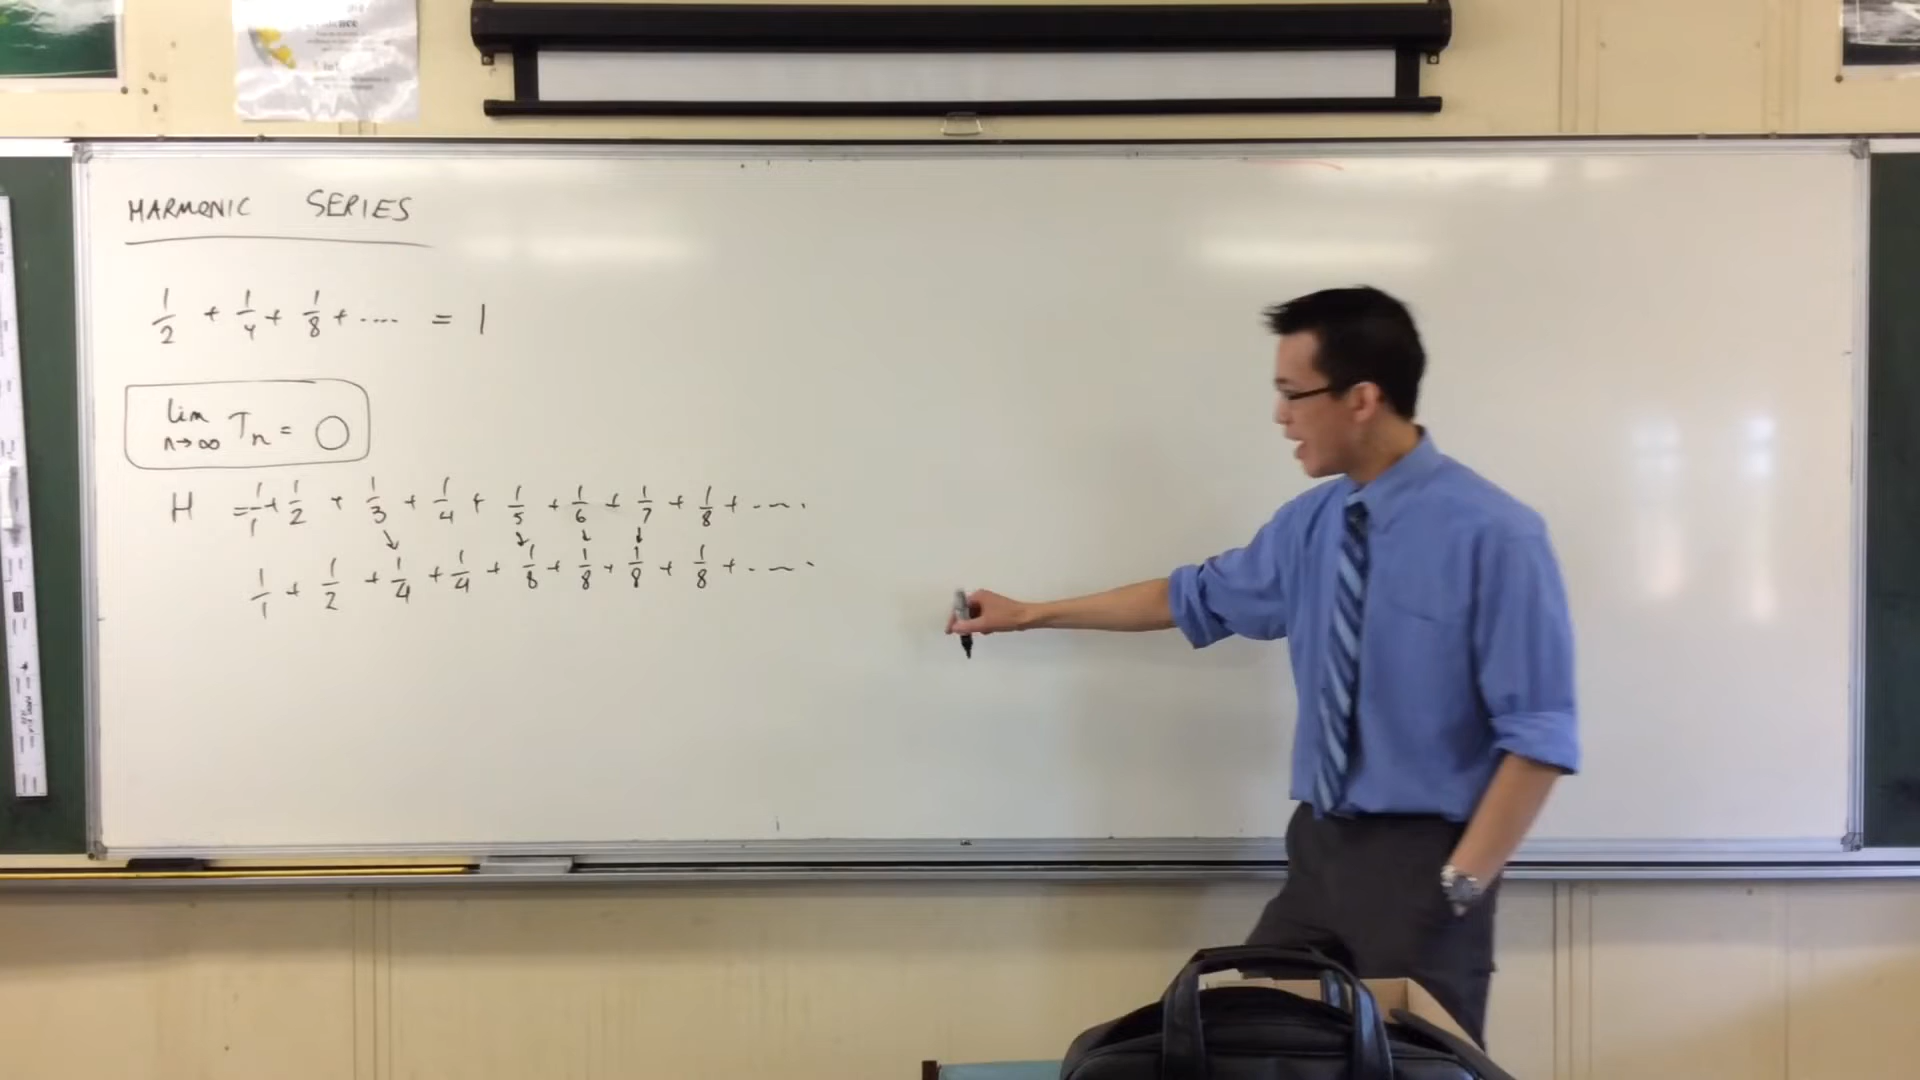 HARMONIC SERIES
1/2 + 1/4 + 1/8 + .... = 1
lim n→∞ Tn = 0
H = 1/1 + 1/2 + 1/3 + 1/4 + 1/5 + 1/6 + 1/7 + 1/8 + ....
↘ ↓ ↓ ↓
1/1 + 1/2 + 1/4 + 1/4 + 1/8 + 1/8 + 1/8 + 1/8 + ....